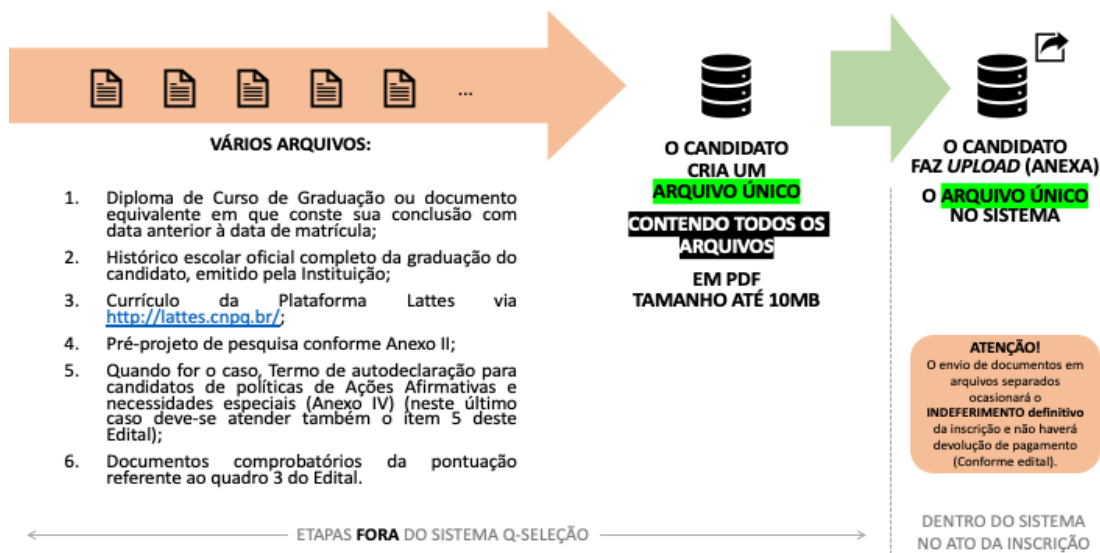 ...
VÁRIOS ARQUIVOS:
1. Diploma de Curso de Graduação ou documento
equivalente em que conste sua conclusão com
data anterior à data de matrícula;
2. Histórico escolar oficial completo da graduação do
candidato, emitido pela Instituição;
3. Currículo da Plataforma Lattes via
http://lattes.cnpq.br/;
4. Pré-projeto de pesquisa conforme Anexo II;
5. Quando for o caso, Termo de autodeclaração para
candidatos de políticas de Ações Afirmativas e
necessidades especiais (Anexo IV) (neste último
caso deve-se atender também o item 5 deste
Edital);
6. Documentos comprobatórios da pontuação
referente ao quadro 3 do Edital.
O CANDIDATO
CRIA UM
ARQUIVO ÚNICO
CONTENDO TODOS OS
ARQUIVOS
EM PDF
TAMANHO ATÉ 10MB
O CANDIDATO
FAZ UPLOAD (ANEXA)
O ARQUIVO ÚNICO
NO SISTEMA
ATENÇÃO!
O envio de documentos em
arquivos separados
ocasionará o
INDEFERIMENTO definitivo
da inscrição e não haverá
devolução de pagamento
(Conforme edital).
ETAPAS FORA DO SISTEMA Q-SELEÇÃO
DENTRO DO SISTEMA
NO ATO DA INSCRIÇÃO